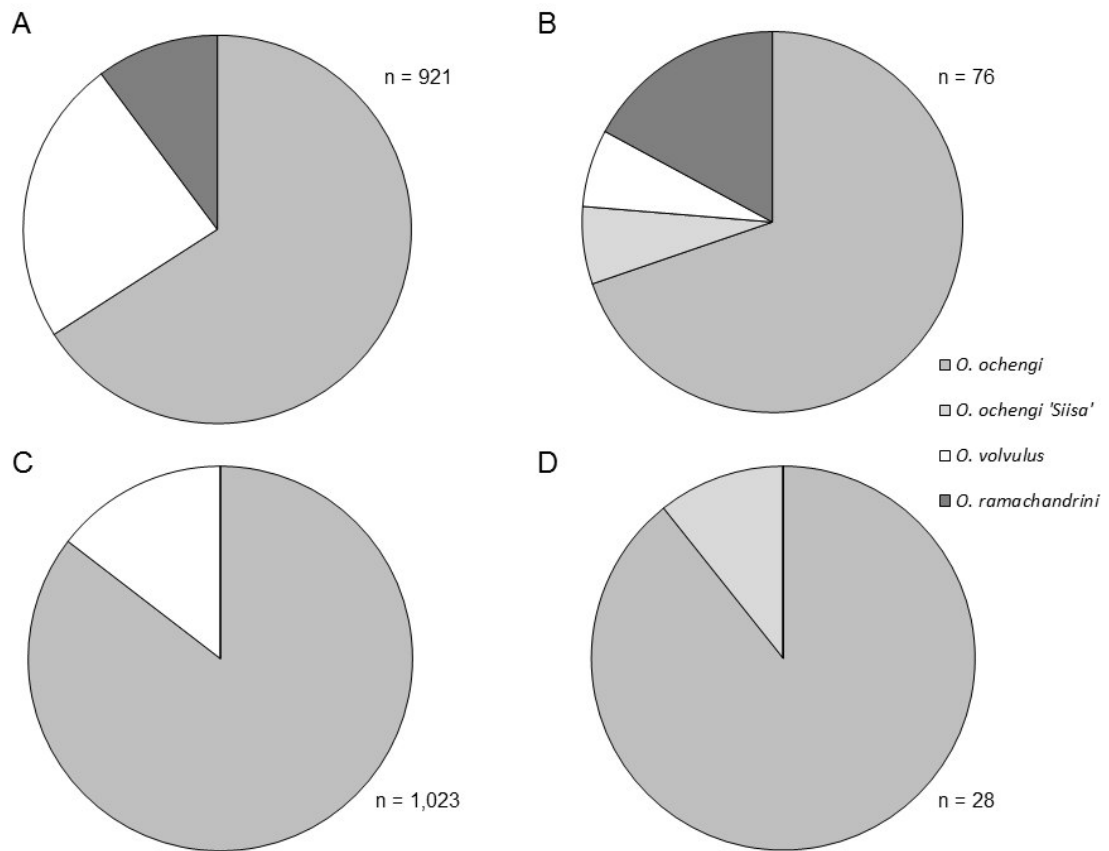 A
n = 921
B
n = 76
O. ochengi
O. ochengi 'Siisa'
O. volvulus
O. ramachandrini
C
n = 1,023
D
n = 28